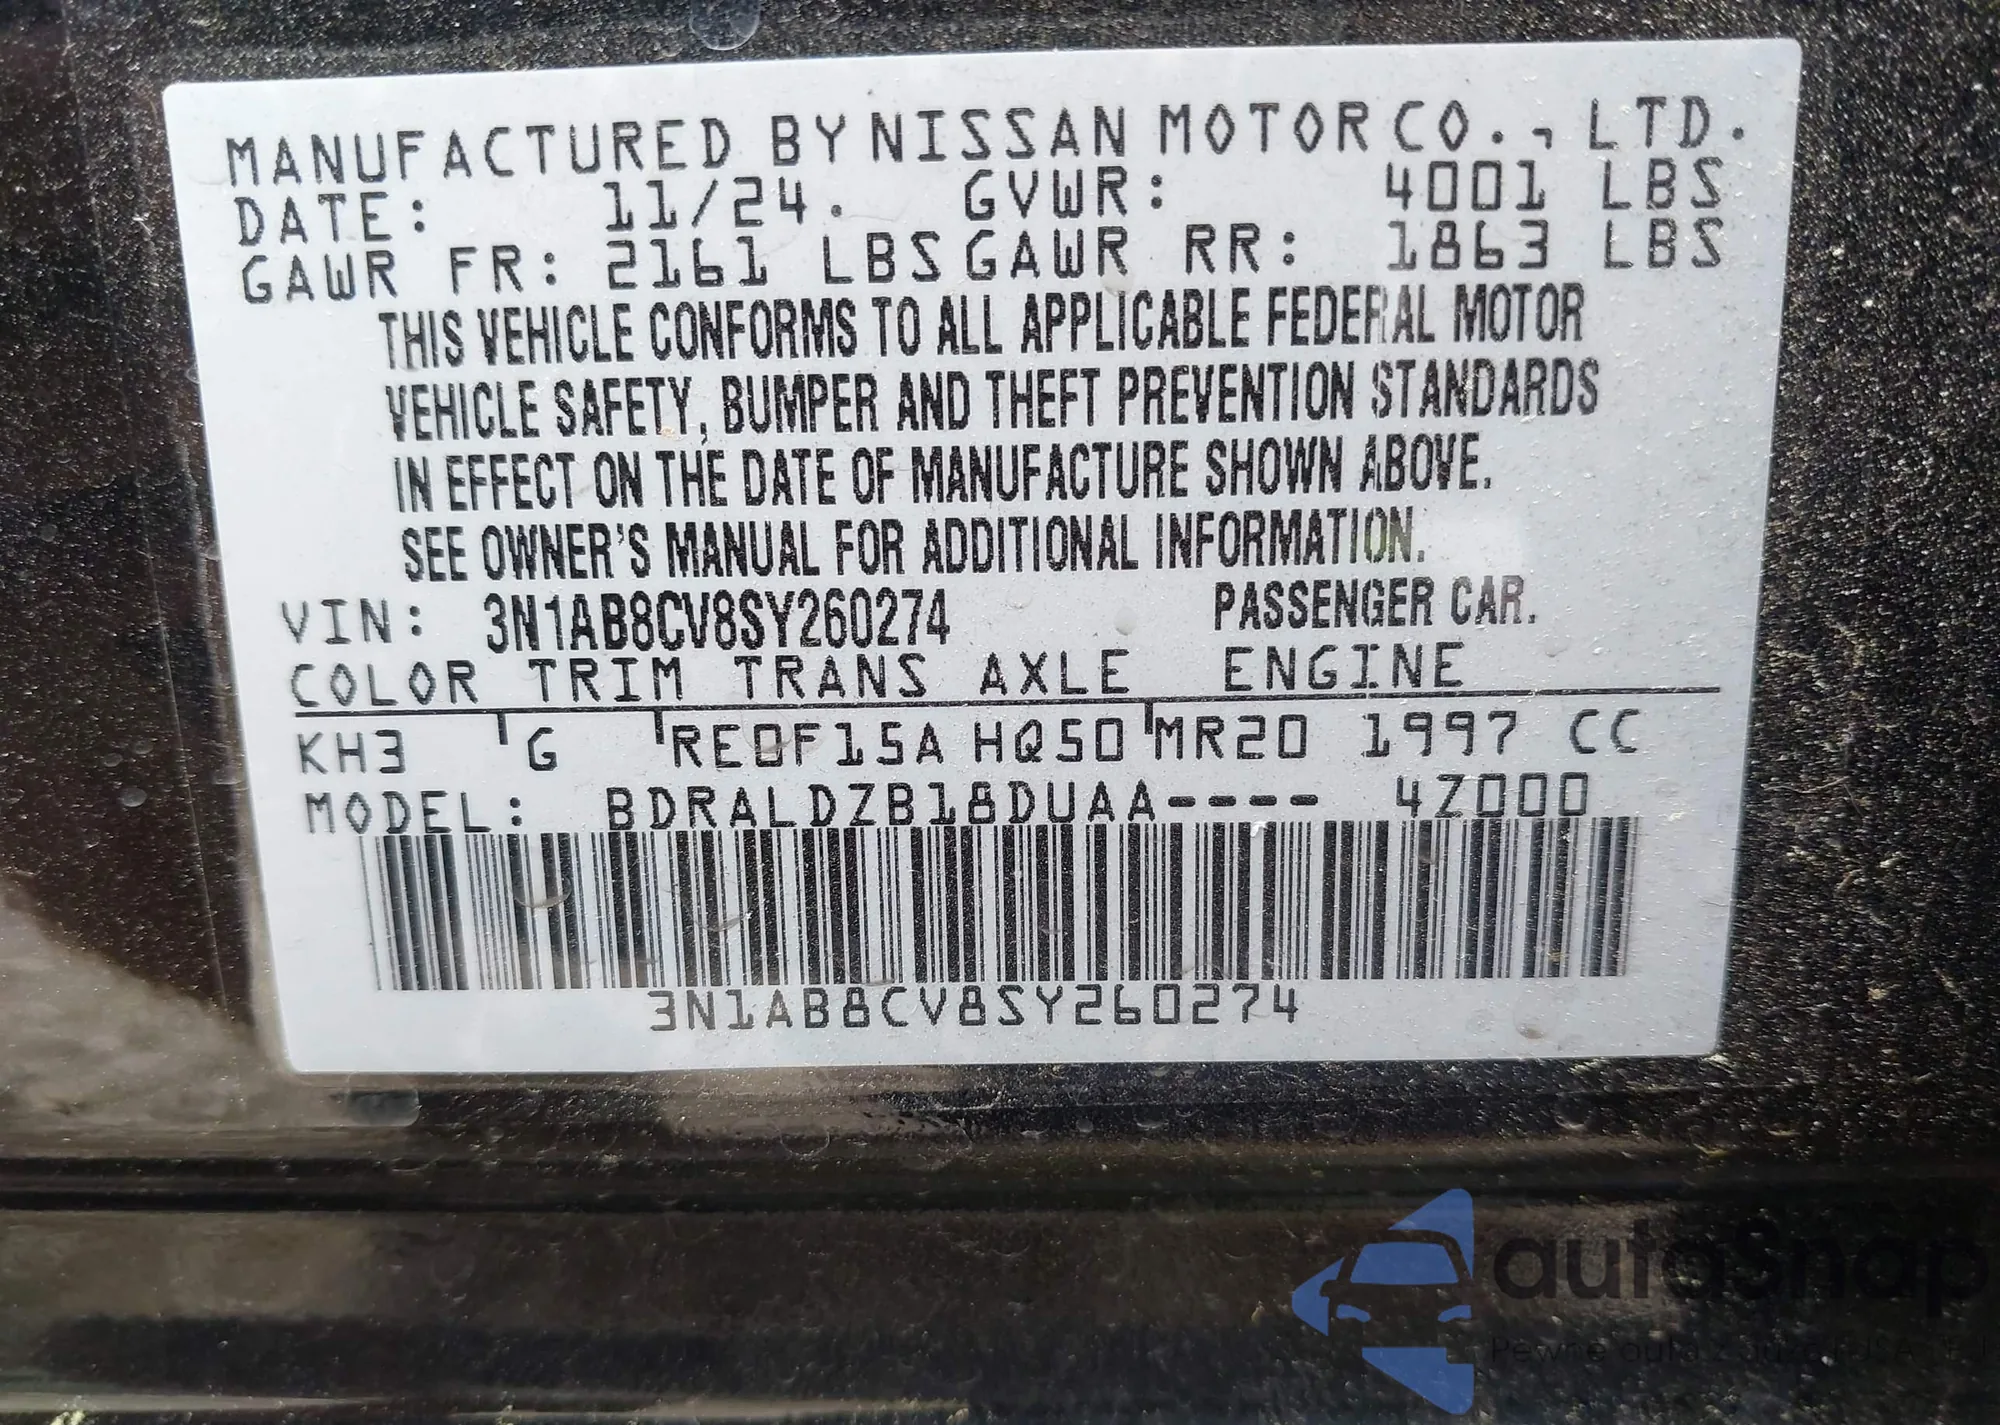 MANUFACTURED BY NISSAN MOTOR CO., LTD.
DATE: 11/24. GVWR: 4001 LBS
GAWR FR: 2161 LBS GAWR RR: 1863 LBS
THIS VEHICLE CONFORMS TO ALL APPLICABLE FEDERAL MOTOR
VEHICLE SAFETY, BUMPER AND THEFT PREVENTION STANDARDS
IN EFFECT ON THE DATE OF MANUFACTURE SHOWN ABOVE.
SEE OWNER'S MANUAL FOR ADDITIONAL INFORMATION.
VIN: 3N1AB8CV8SY260274 PASSENGER CAR.
COLOR TRIM TRANS AXLE ENGINE
KH3 G RE0F15A HQ50 MR20 1997 CC
MODEL: BDRALDZB18DUAA---- 4Z000
3N1AB8CV8SY260274
autaSnap
Pewne auta z